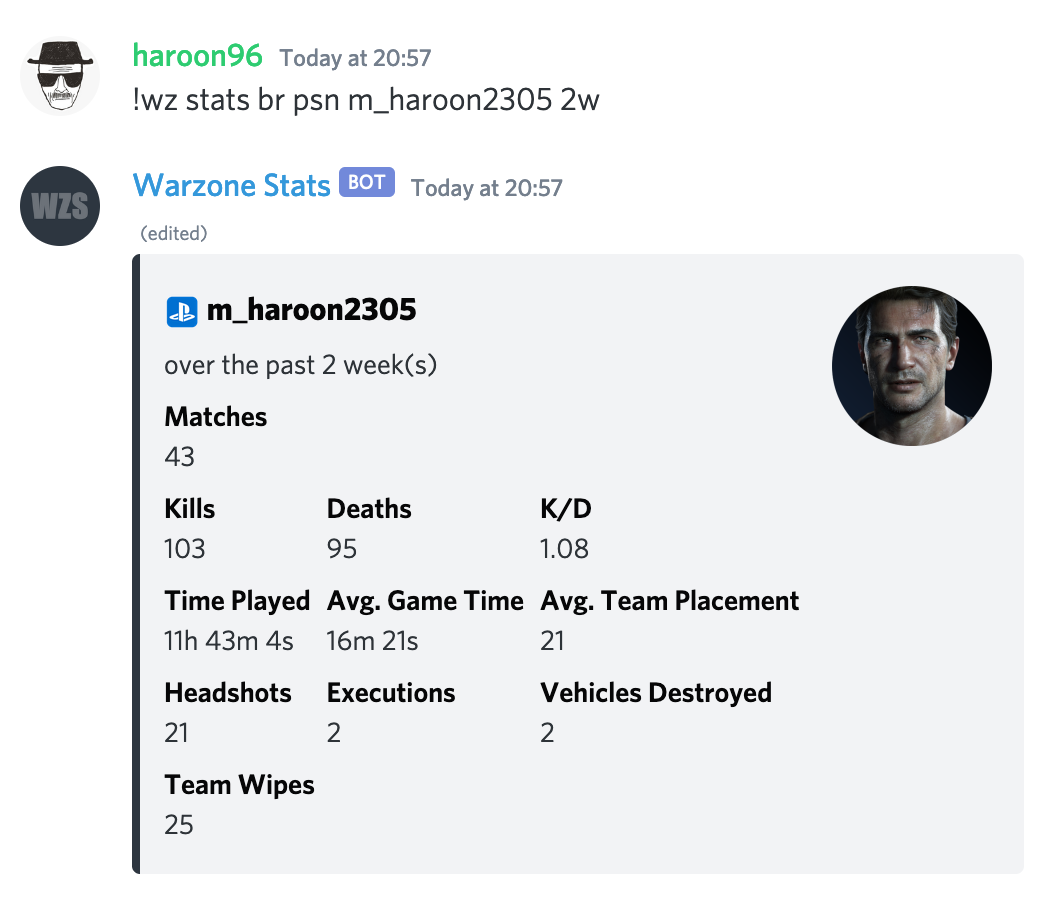 haroon96 Today at 20:57
!wz stats br psn m_haroon2305 2w
WZS
Warzone Stats BOT Today at 20:57
(edited)
m_haroon2305
over the past 2 week(s)
Matches
43
Kills Deaths K/D
103 95 1.08
Time Played Avg. Game Time Avg. Team Placement
11h 43m 4s 16m 21s 21
Headshots Executions Vehicles Destroyed
21 2 2
Team Wipes
25